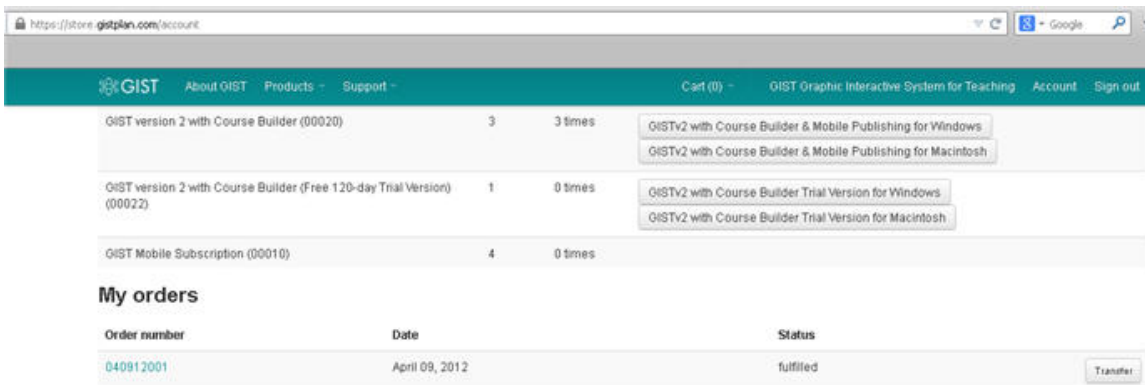 https://store.gistplan.com/account
Google
GIST About GIST Products Support Cart (0) GIST Graphic Interactive System for Teaching Account Sign out
GIST version 2 with Course Builder (00020) 3 3 times GISTv2 with Course Builder & Mobile Publishing for Windows
GISTv2 with Course Builder & Mobile Publishing for Macintosh
GIST version 2 with Course Builder (Free 120-day Trial Version) 1 0 times GISTv2 with Course Builder Trial Version for Windows
(00022) GISTv2 with Course Builder Trial Version for Macintosh
GIST Mobile Subscription (00010) 4 0 times
My orders
Order number Date Status
040912001 April 09, 2012 fulfilled Transfer